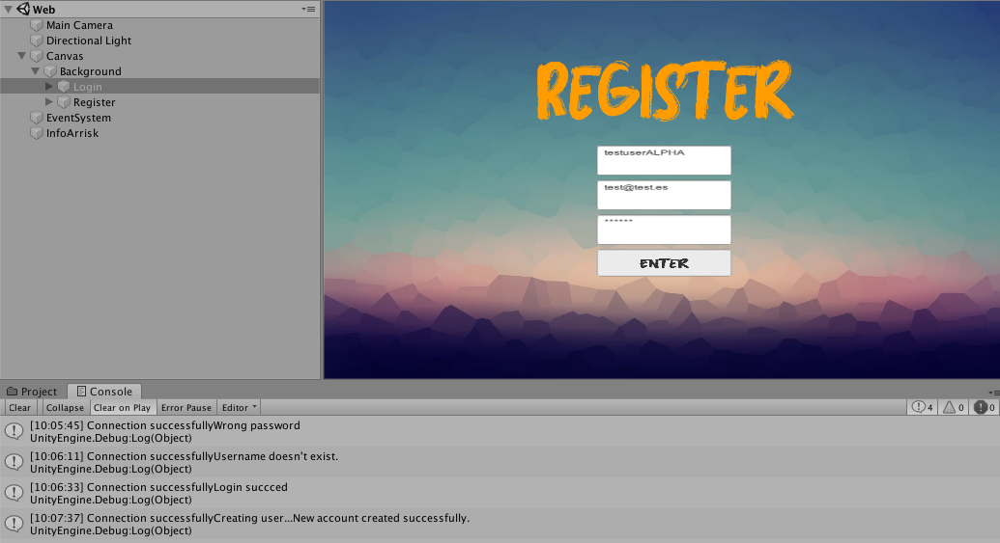 Web
Main Camera
Directional Light
Canvas
Background
Login
Register
EventSystem
InfoArrisk
REGISTER
testuserALPHA
test@test.es
******
ENTER
Project Console
Clear Collapse Clear on Play Error Pause Editor 4 0 0
[10:05:45] Connection successfullyWrong password
UnityEngine.Debug:Log(Object)
[10:06:11] Connection successfullyUsername doesn't exist.
UnityEngine.Debug:Log(Object)
[10:06:33] Connection successfullyLogin succced
UnityEngine.Debug:Log(Object)
[10:07:37] Connection successfullyCreating user...New account created successfully.
UnityEngine.Debug:Log(Object)